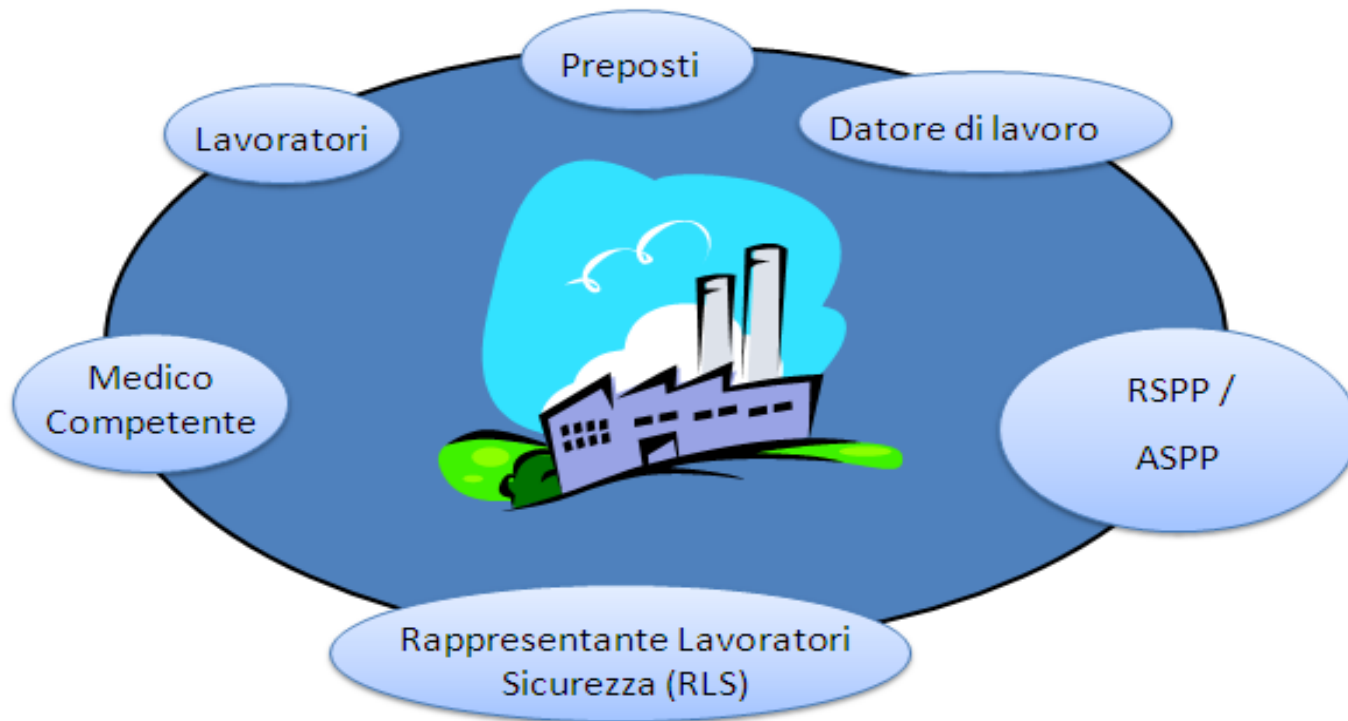 Preposti
Lavoratori
Datore di lavoro
Medico
Competente
RSPP /
ASPP
Rappresentante Lavoratori
Sicurezza (RLS)